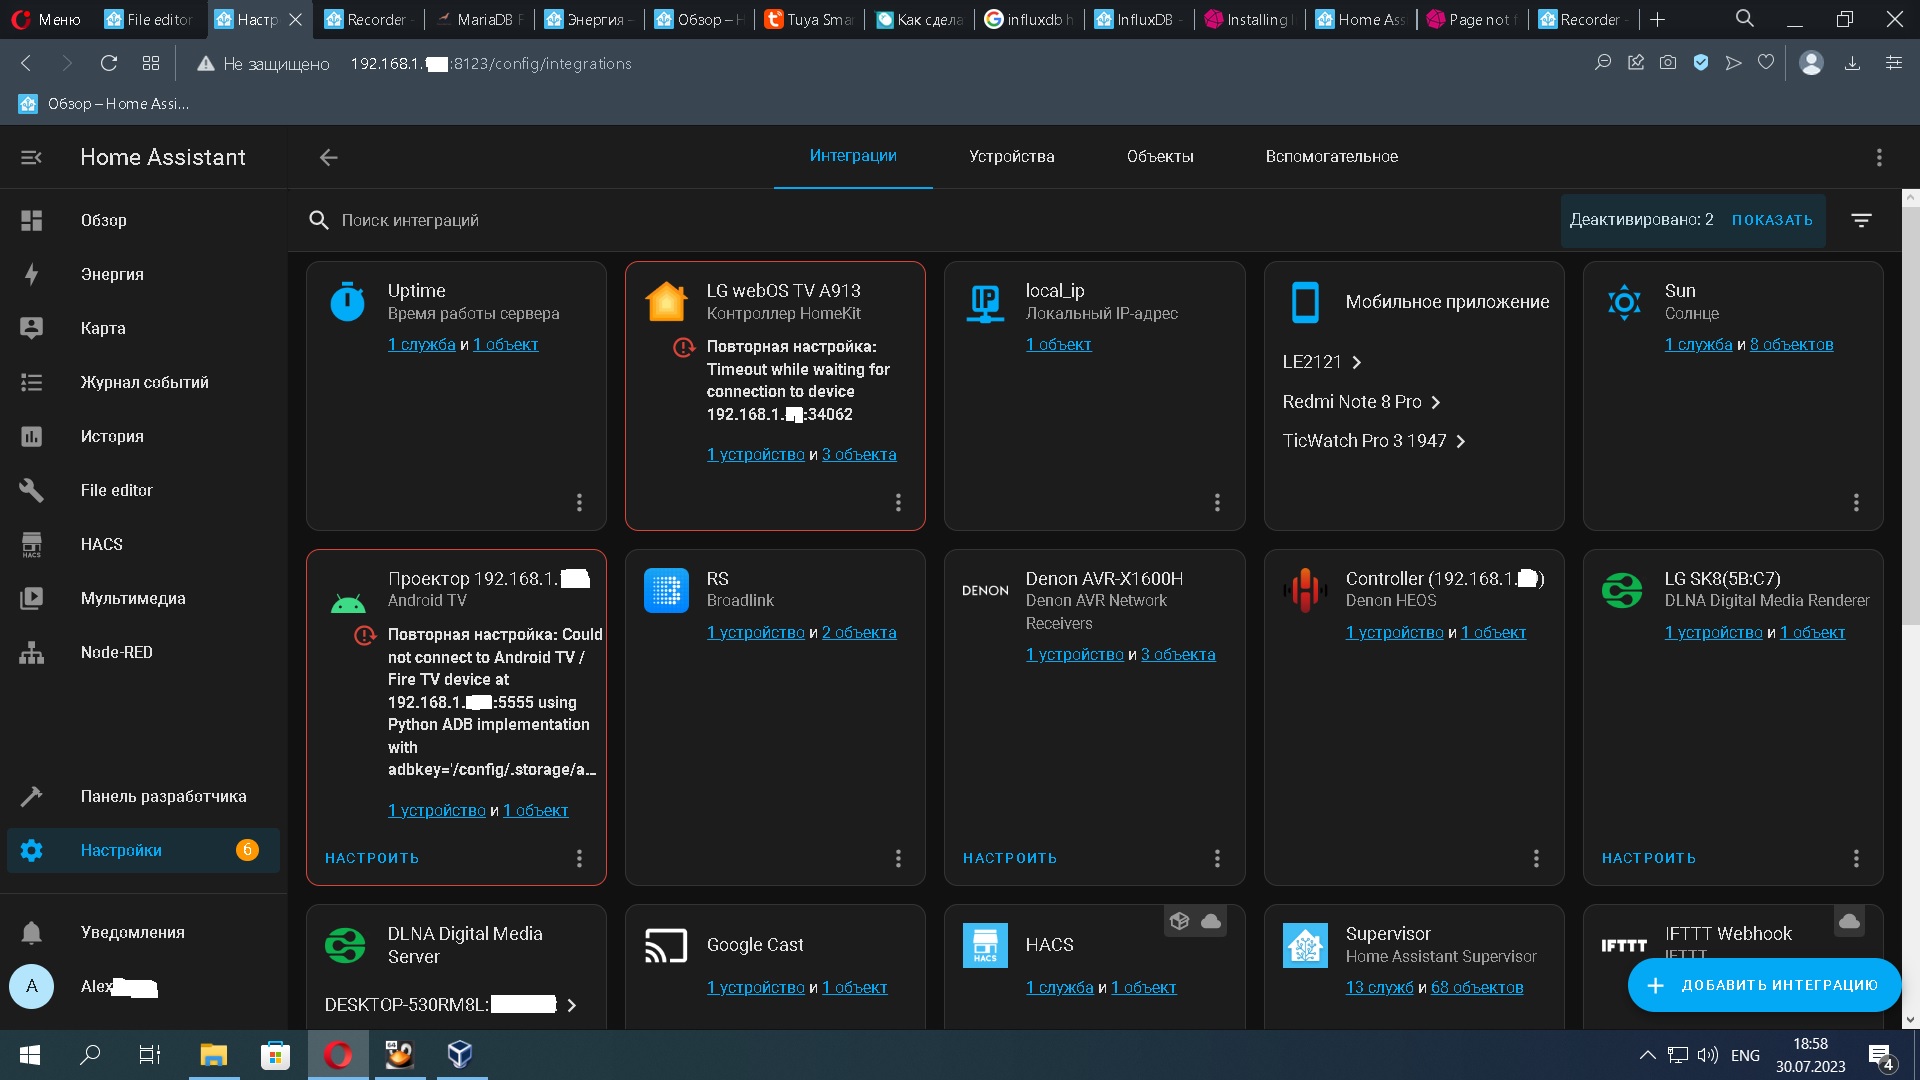 Меню
File editor
Настр
Recorder -
MariaDB F
Энергия –
Обзор – H
Tuya Smar
Как сдела
influxdb h
InfluxDB -
Installing I
Home Ass
Page not f
Recorder -
Не защищено
192.168.1. :8123/config/integrations
Обзор – Home Assi...
Home Assistant
Интеграции
Устройства
Объекты
Вспомогательное
Обзор
Энергия
Карта
Журнал событий
История
File editor
HACS
Мультимедиа
Node-RED
Панель разработчика
Настройки
6
Уведомления
A
Alex
Поиск интеграций
Деактивировано: 2
ПОКАЗАТЬ
Uptime
Время работы сервера
1 служба и 1 объект
LG webOS TV A913
Контроллер HomeKit
Повторная настройка:
Timeout while waiting for
connection to device
192.168.1. :34062
1 устройство и 3 объекта
IP
local_ip
Локальный IP-адрес
1 объект
Мобильное приложение
LE2121
Redmi Note 8 Pro
TicWatch Pro 3 1947
Sun
Солнце
1 служба и 8 объектов
Проектор 192.168.1.
Android TV
Повторная настройка: Could
not connect to Android TV /
Fire TV device at
192.168.1. :5555 using
Python ADB implementation
with
adbkey='/config/.storage/a...
1 устройство и 1 объект
НАСТРОИТЬ
RS
Broadlink
1 устройство и 2 объекта
DENON
Denon AVR-X1600H
Denon AVR Network
Receivers
1 устройство и 3 объекта
НАСТРОИТЬ
Controller (192.168.1. )
Denon HEOS
1 устройство и 1 объект
LG SK8(5B:C7)
DLNA Digital Media Renderer
1 устройство и 1 объект
НАСТРОИТЬ
DLNA Digital Media
Server
DESKTOP-530RM8L:
Google Cast
1 устройство и 1 объект
HACS
HACS
1 служба и 1 объект
Supervisor
Home Assistant Supervisor
13 служб и 68 объектов
IFTTT
IFTTT Webhook
IFTTT
ДОБАВИТЬ ИНТЕГРАЦИЮ
64
ENG
18:58
30.07.2023
4